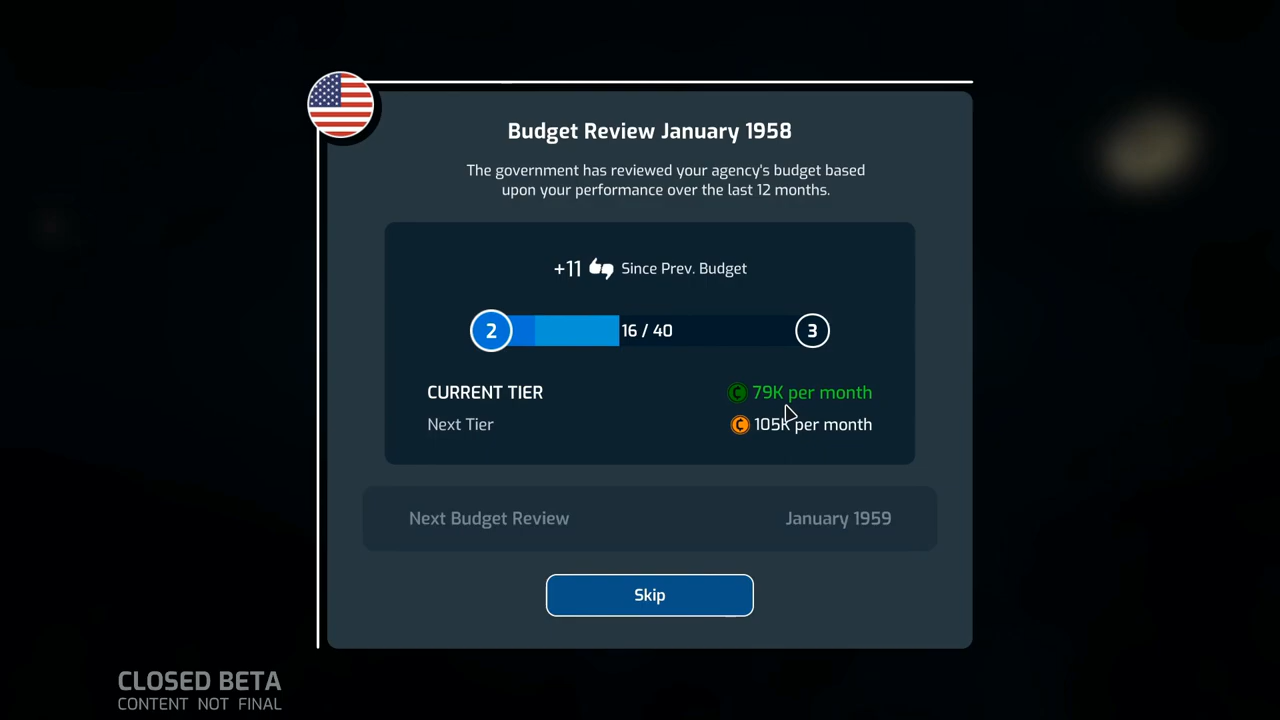 Budget Review January 1958
The government has reviewed your agency's budget based
upon your performance over the last 12 months.
+11 Since Prev. Budget
2 16 / 40 3
CURRENT TIER C 79K per month
Next Tier C 105K per month
Next Budget Review January 1959
Skip
CLOSED BETA
CONTENT NOT FINAL